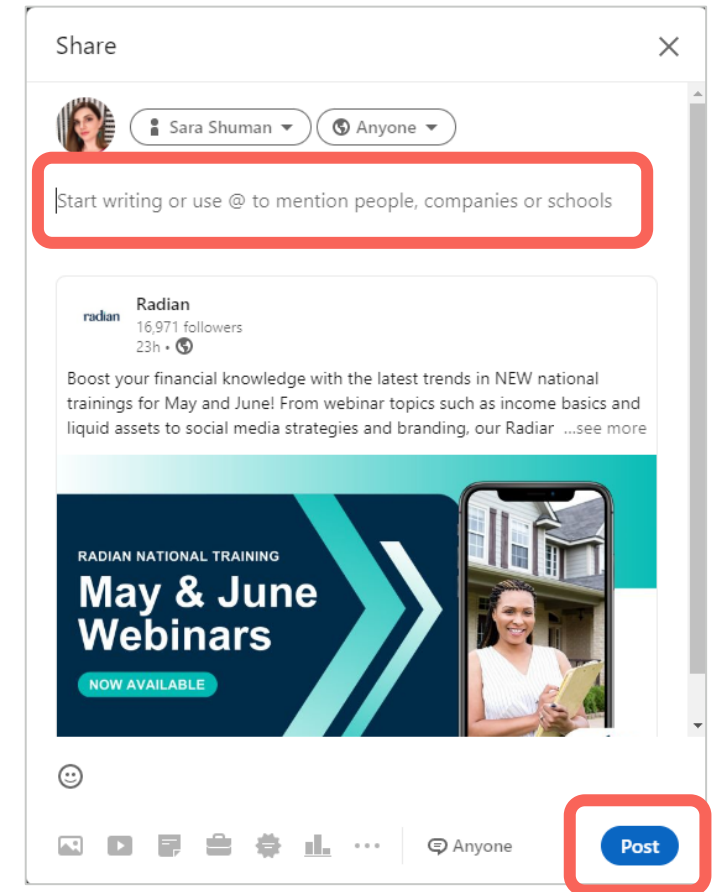 Share
Sara Shuman
Anyone
Start writing or use @ to mention people, companies or schools
radian
Radian
16,971 followers
23h •
Boost your financial knowledge with the latest trends in NEW national
trainings for May and June! From webinar topics such as income basics and
liquid assets to social media strategies and branding, our Radiar ...see more
RADIAN NATIONAL TRAINING
May & June
Webinars
NOW AVAILABLE
Anyone
Post